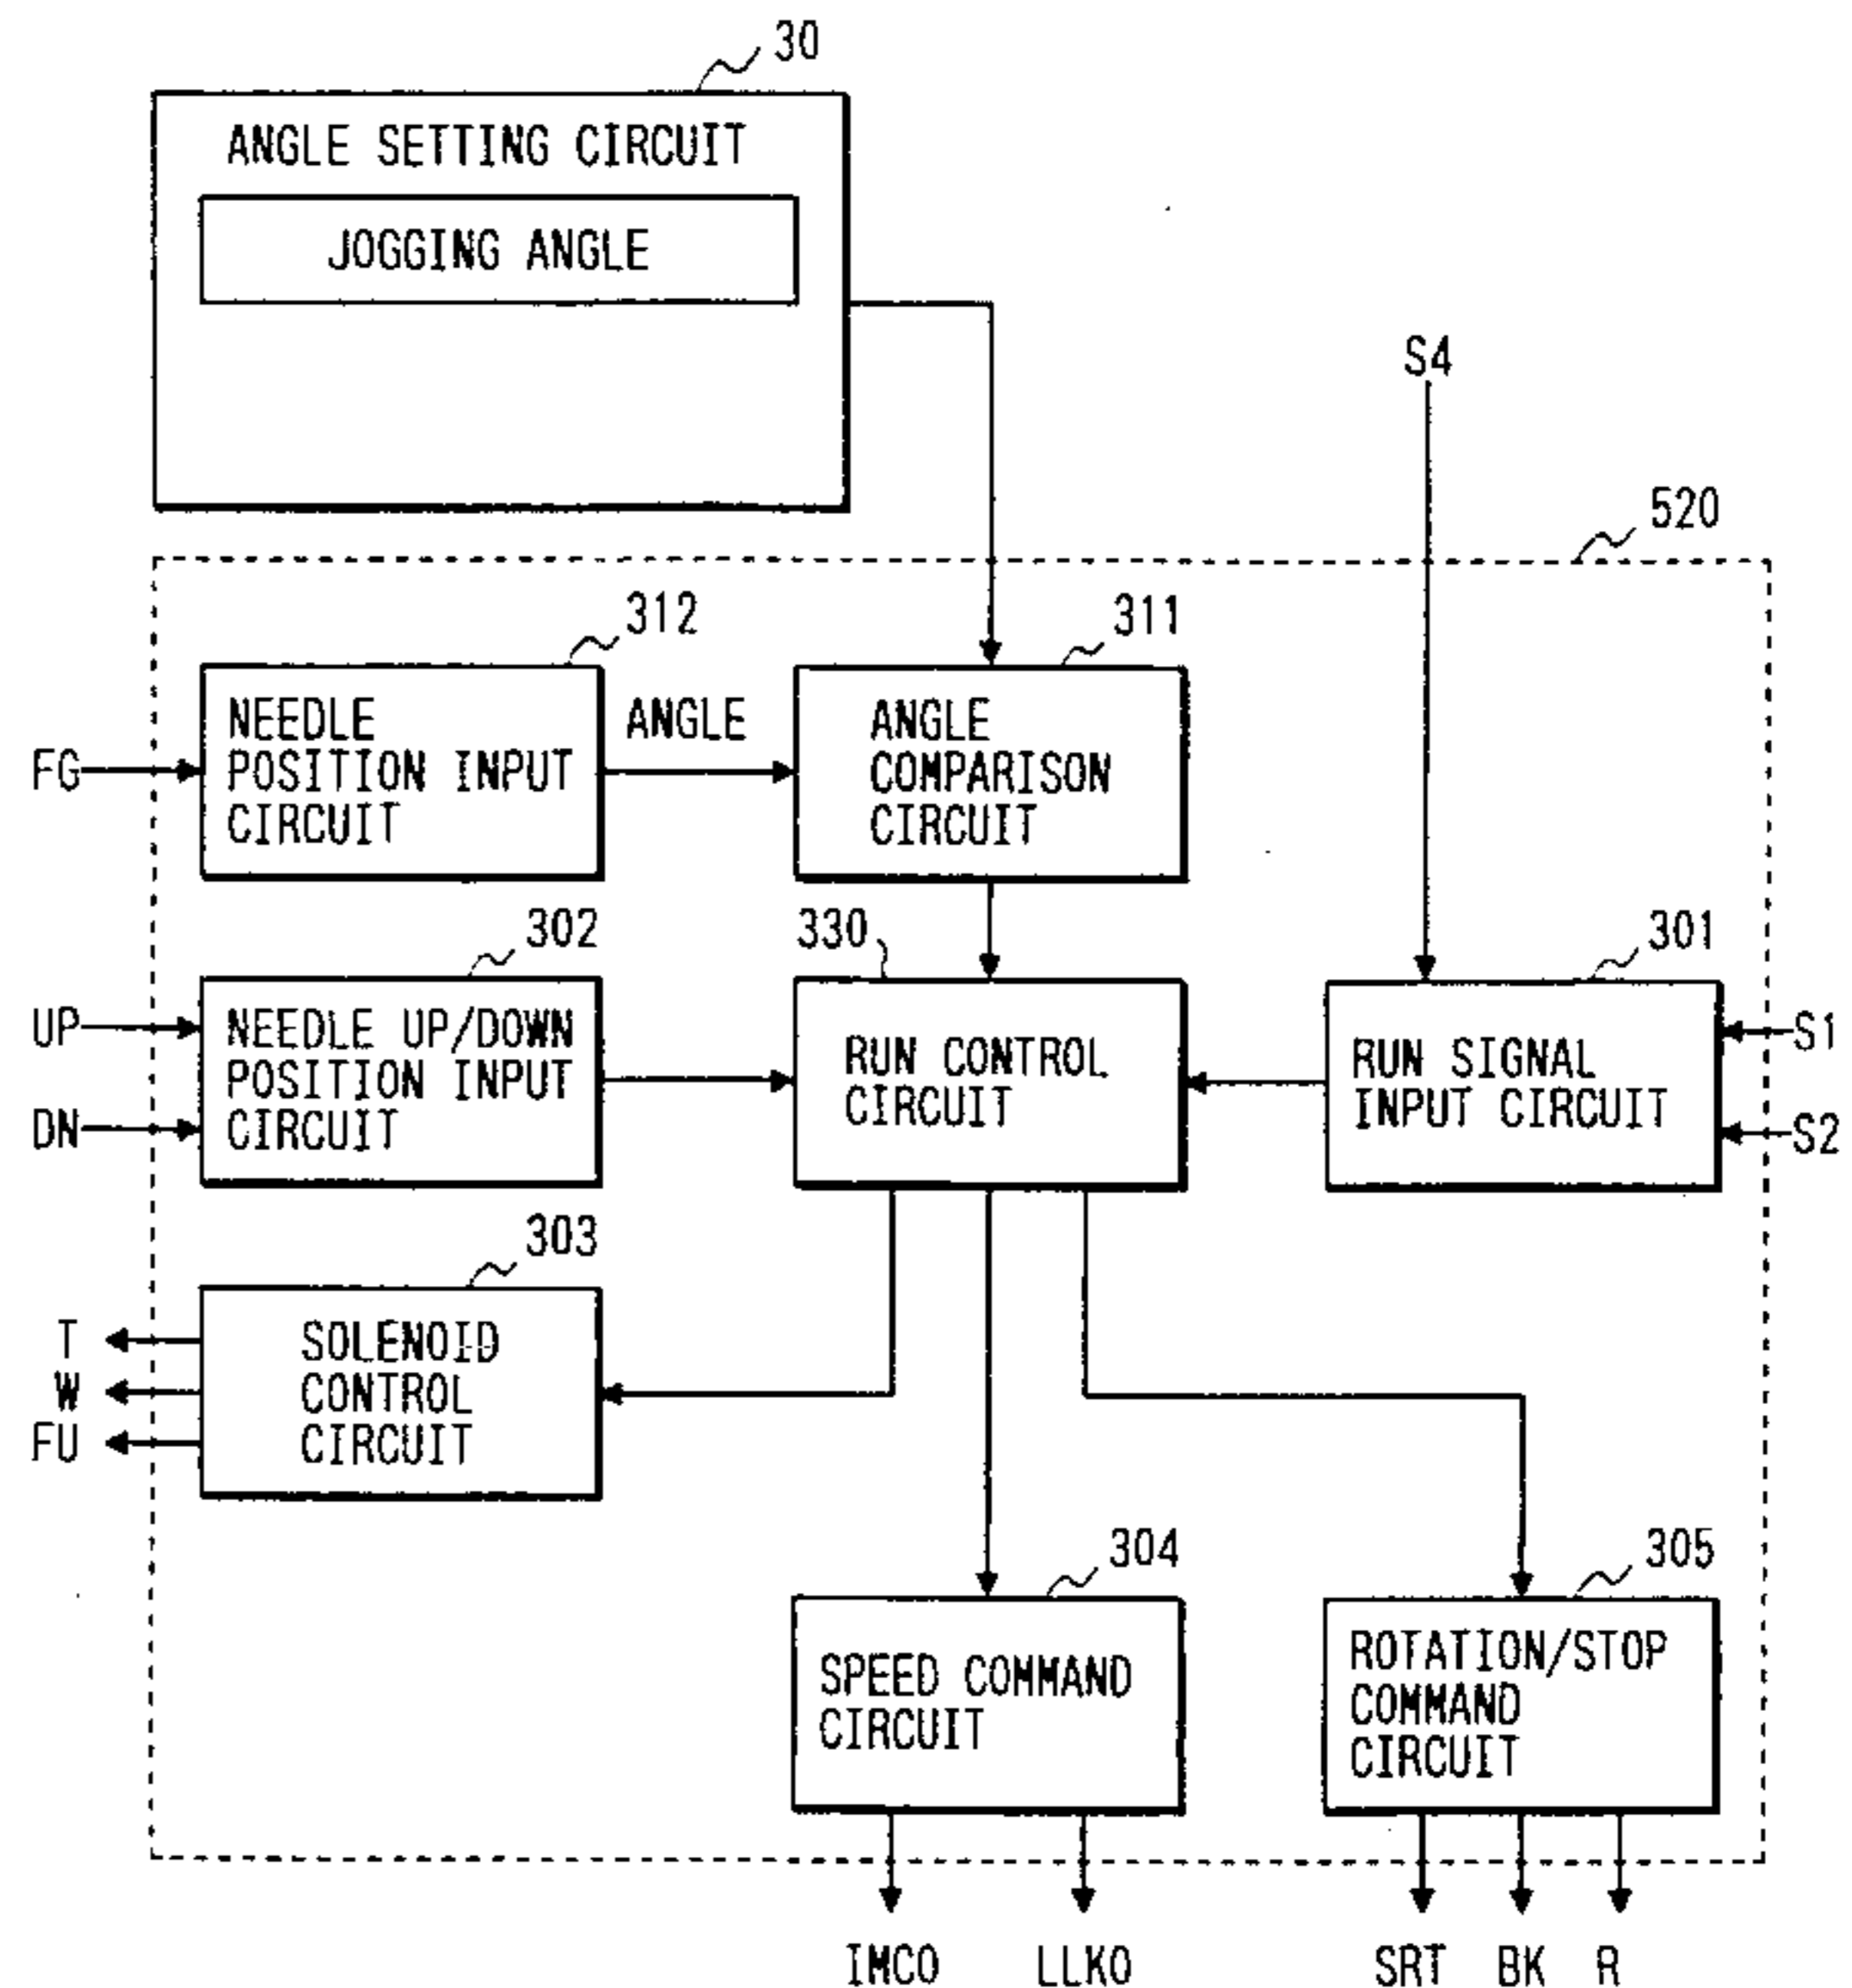 30
ANGLE SETTING CIRCUIT
JOGGING ANGLE
S4
520
312
311
NEEDLE
POSITION INPUT
CIRCUIT
ANGLE
ANGLE
COMPARISON
CIRCUIT
FG
302
330
301
UP
DN
NEEDLE UP/DOWN
POSITION INPUT
CIRCUIT
RUN CONTROL
CIRCUIT
RUN SIGNAL
INPUT CIRCUIT
S1
S2
303
T
W
FU
SOLENOID
CONTROL
CIRCUIT
304
305
SPEED COMMAND
CIRCUIT
ROTATION/STOP
COMMAND
CIRCUIT
IMCO
LLKO
SRT
BK
R